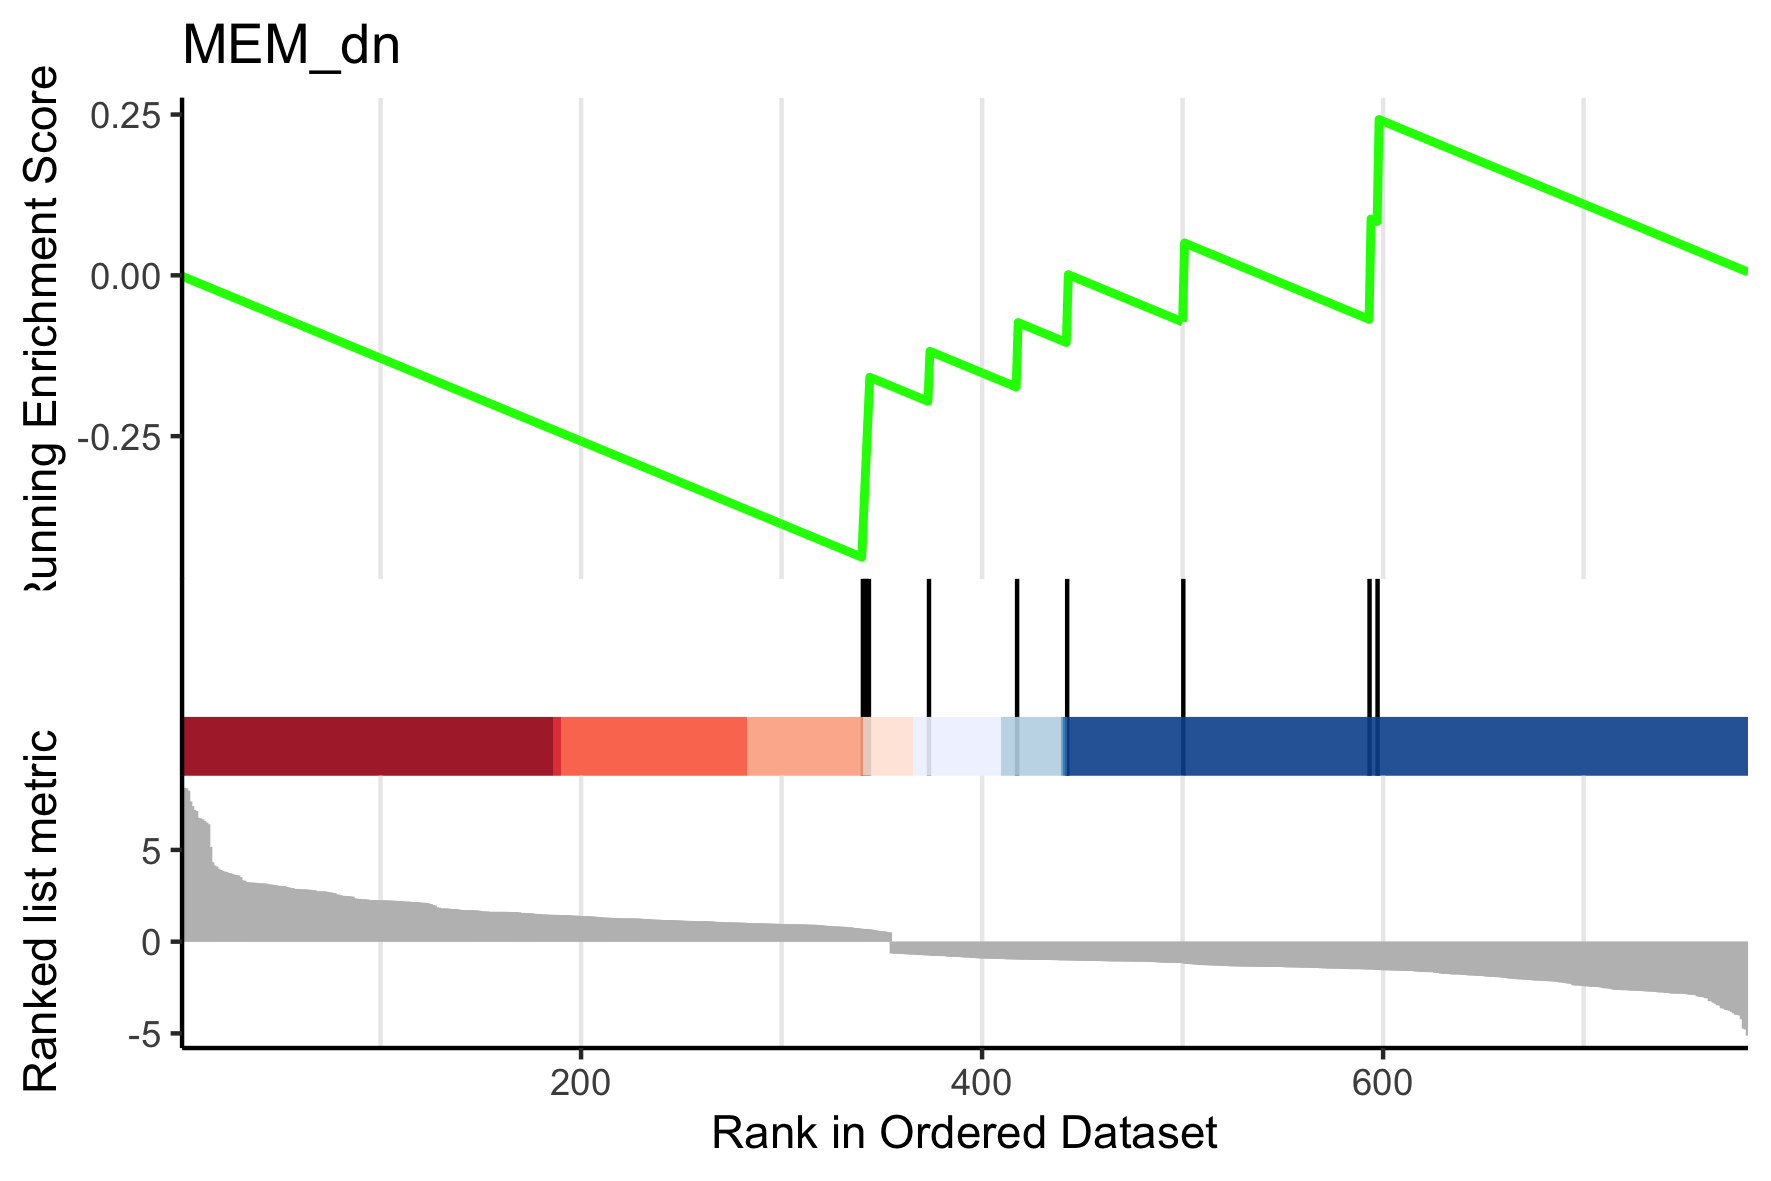 MEM_dn
Running Enrichment Score
0.25
0.00
-0.25
Ranked list metric
5
0
-5
200 400 600
Rank in Ordered Dataset